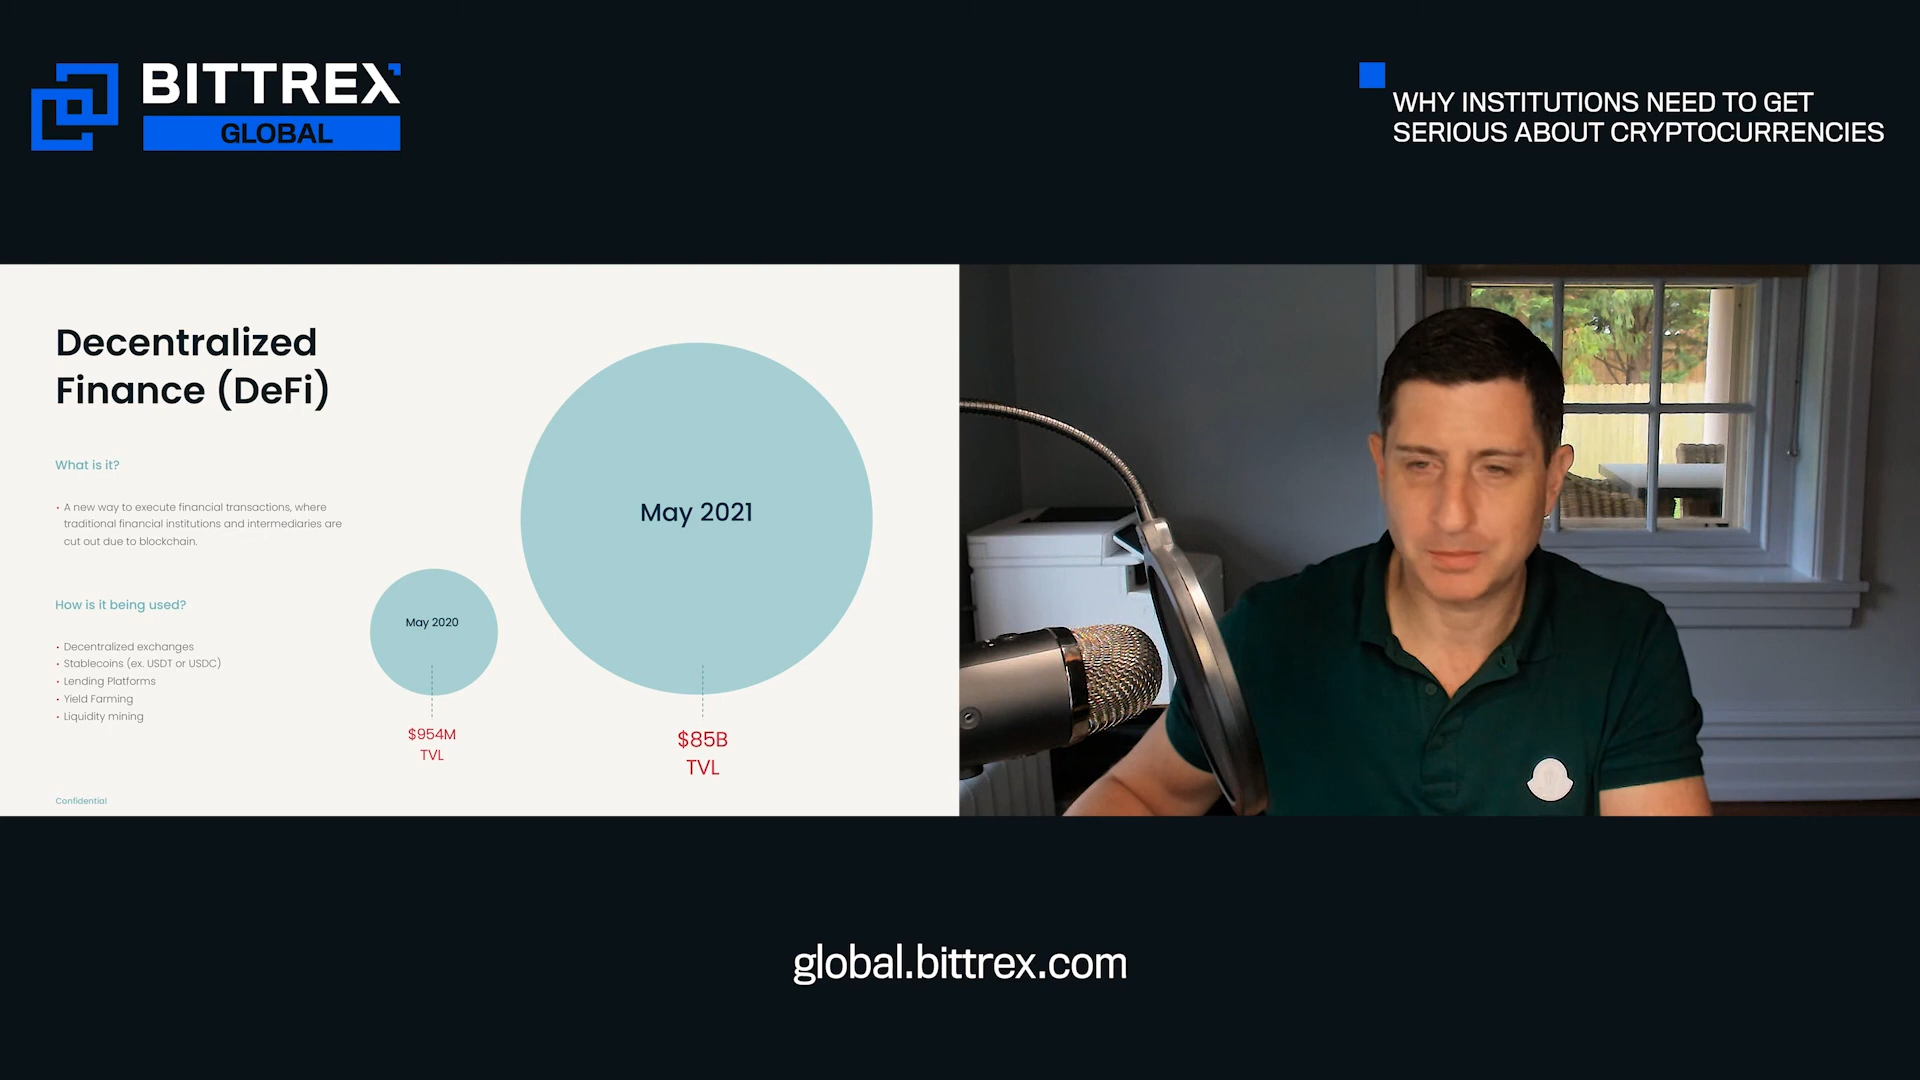 BITTREX
GLOBAL
WHY INSTITUTIONS NEED TO GET
SERIOUS ABOUT CRYPTOCURRENCIES
Decentralized
Finance (DeFi)
What is it?
• A new way to execute financial transactions, where
traditional financial institutions and intermediaries are
cut out due to blockchain.
How is it being used?
• Decentralized exchanges
• Stablecoins (ex. USDT or USDC)
• Lending Platforms
• Yield Farming
• Liquidity mining
Confidential
May 2020
$954M
TVL
May 2021
$85B
TVL
global.bittrex.com